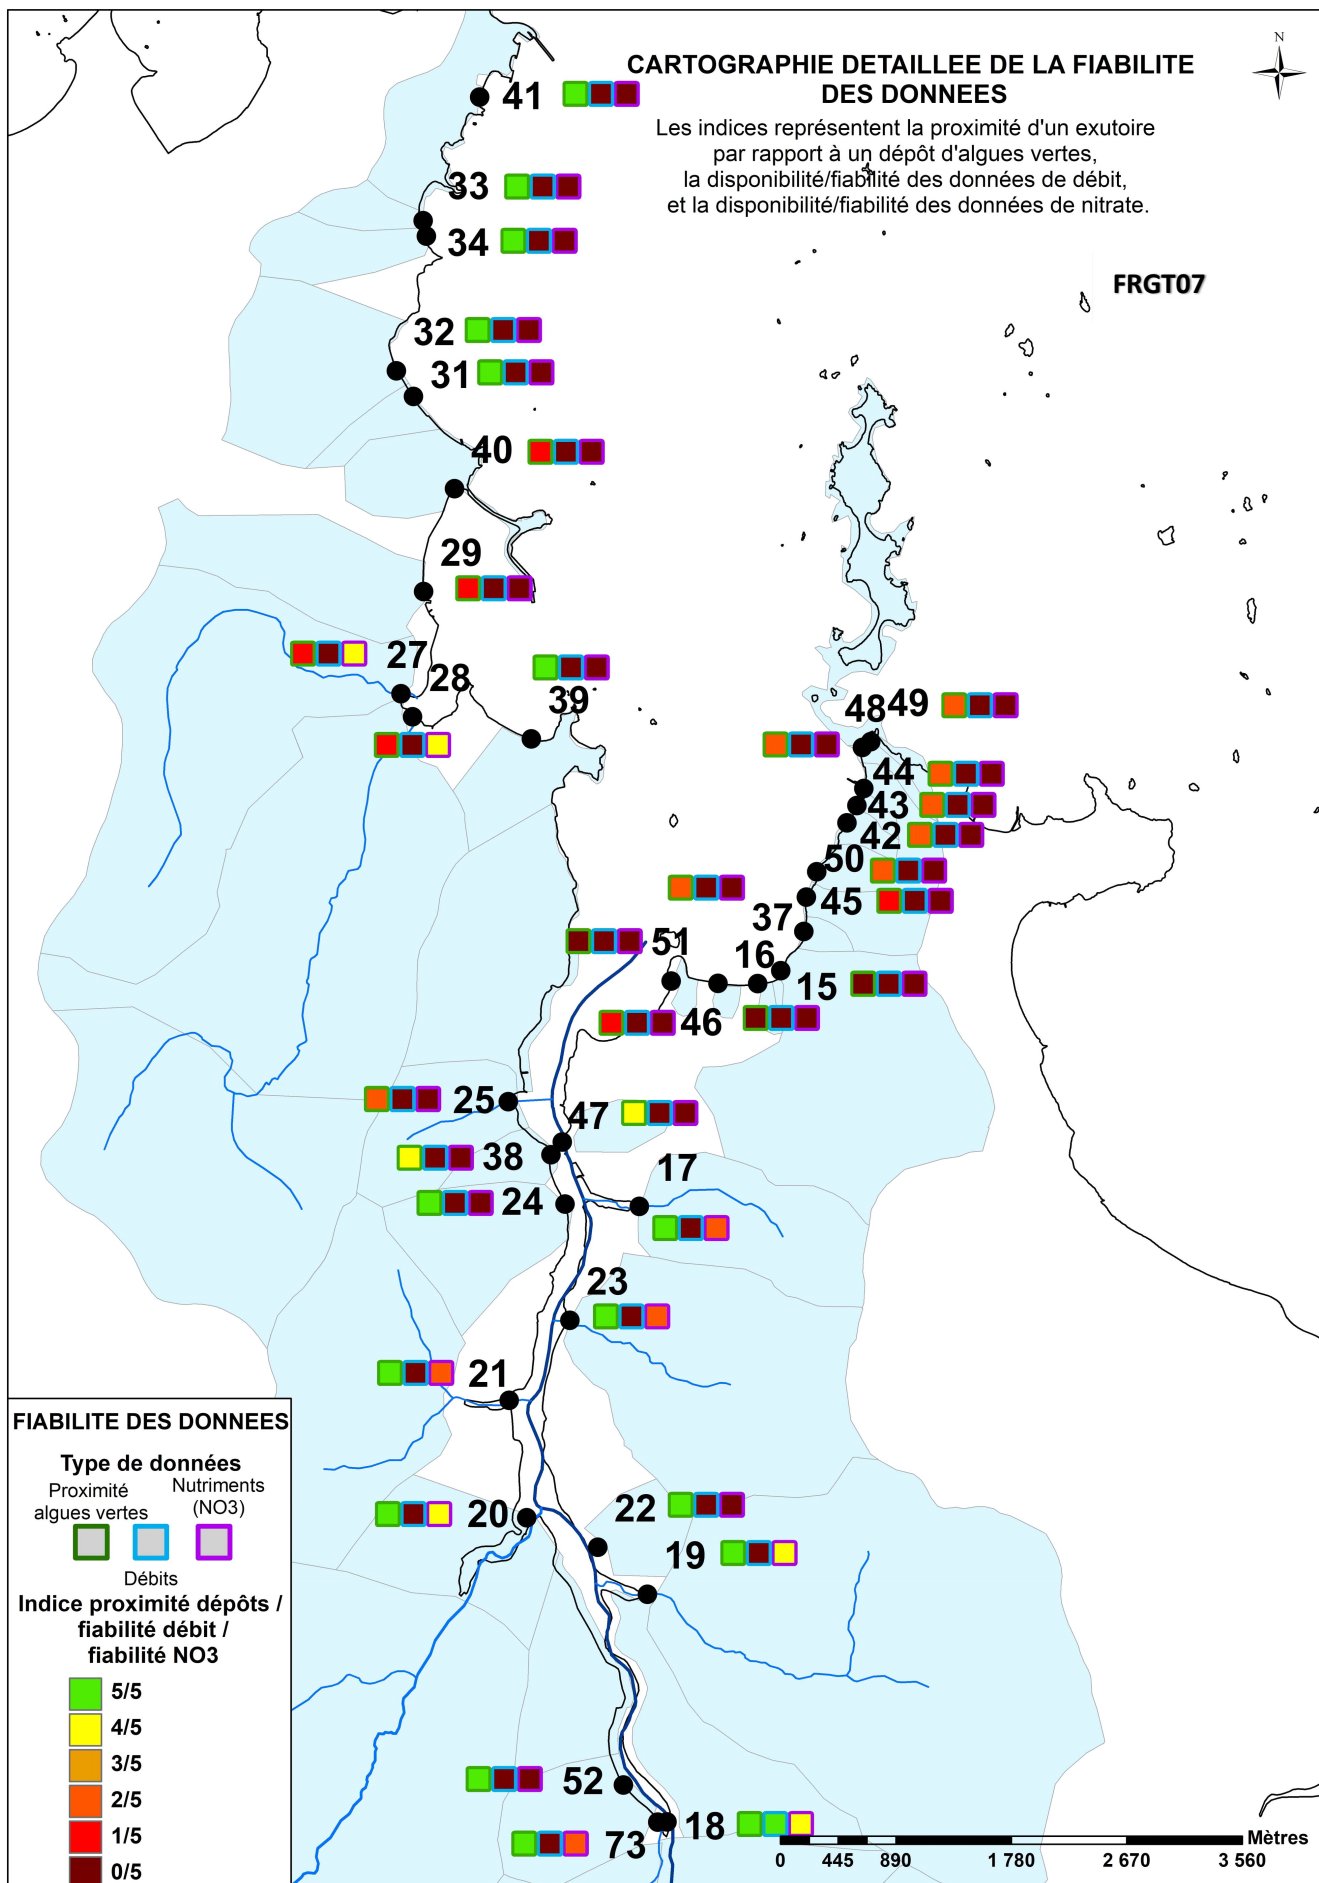 CARTOGRAPHIE DETAILLEE DE LA FIABILITE
DES DONNEES
Les indices représentent la proximité d'un exutoire
par rapport à un dépôt d'algues vertes,
la disponibilité/fiabilité des données de débit,
et la disponibilité/fiabilité des données de nitrate.
N
FRGT07
41
33
34
32
31
40
29
27
28
39
48
49
44
43
42
50
45
37
51
16
15
46
25
47
38
17
24
23
21
22
20
19
52
73
18
FIABILITE DES DONNEES
Type de données
Proximité
algues vertes
Nutriments
(NO3)
Débits
Indice proximité dépôts /
fiabilité débit /
fiabilité NO3
5/5
4/5
3/5
2/5
1/5
0/5
Mètres
0 445 890 1 780 2 670 3 560